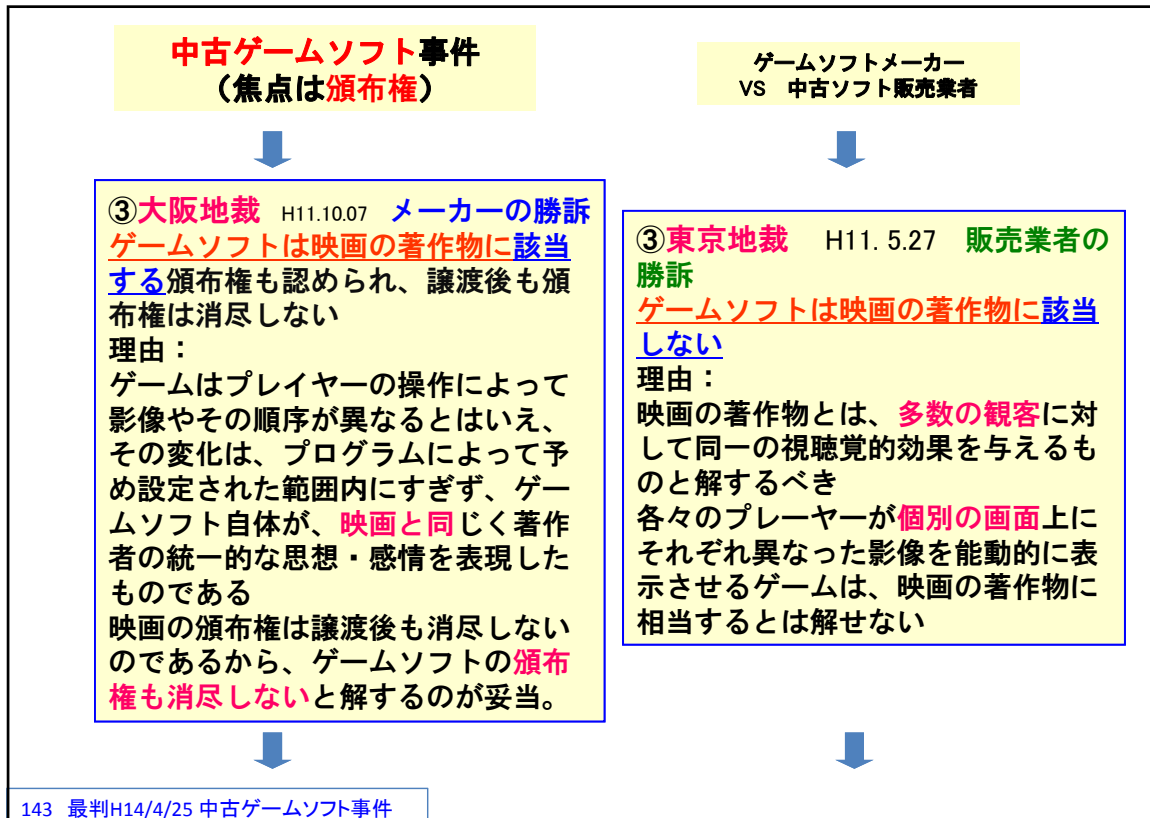 中古ゲームソフト事件
（焦点は頒布権）
ゲームソフトメーカー
VS　中古ソフト販売業者
③大阪地裁　H11.10.07　メーカーの勝訴
ゲームソフトは映画の著作物に該当
する頒布権も認められ、譲渡後も頒
布権は消尽しない
理由：
ゲームはプレイヤーの操作によって
影像やその順序が異なるとはいえ、
その変化は、プログラムによって予
め設定された範囲内にすぎず、ゲー
ムソフト自体が、映画と同じく著作
者の統一的な思想・感情を表現した
ものである
映画の頒布権は譲渡後も消尽しない
のであるから、ゲームソフトの頒布
権も消尽しないと解するのが妥当。
③東京地裁　H11. 5.27　販売業者の
勝訴
ゲームソフトは映画の著作物に該当
しない
理由：
映画の著作物とは、多数の観客に対
して同一の視聴覚的効果を与えるも
のと解するべき
各々のプレーヤーが個別の画面上に
それぞれ異なった影像を能動的に表
示させるゲームは、映画の著作物に
相当するとは解せない
143　最判H14/4/25 中古ゲームソフト事件